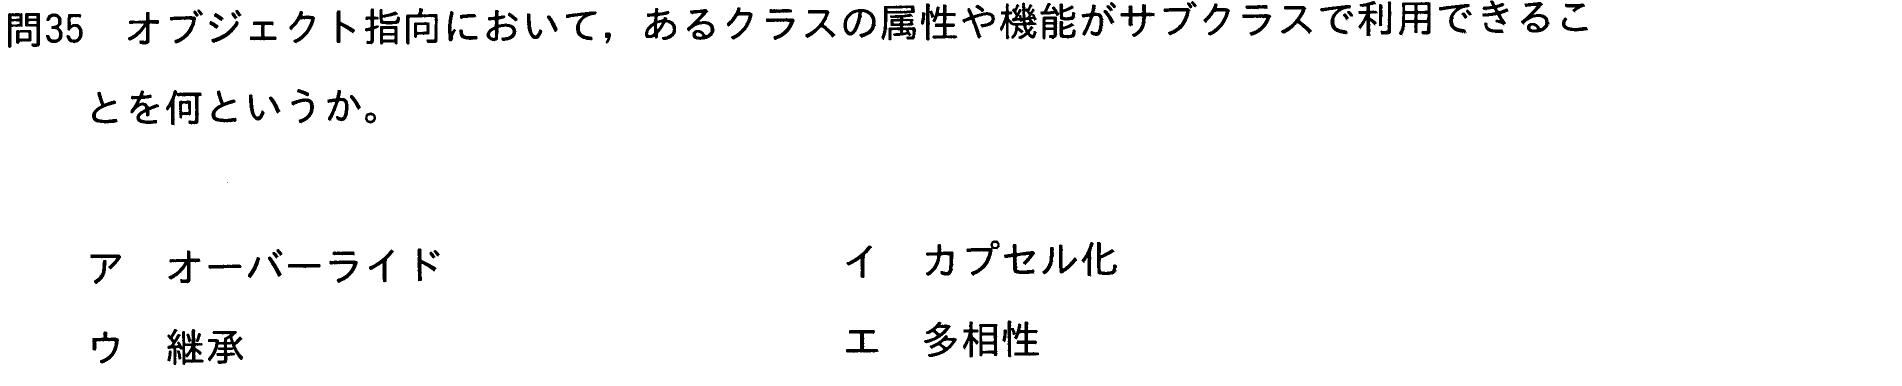 問35　オブジェクト指向において，あるクラスの属性や機能がサブクラスで利用できるこ
とを何というか。
ア　オーバーライド　イ　カプセル化
ウ　継承　エ　多相性